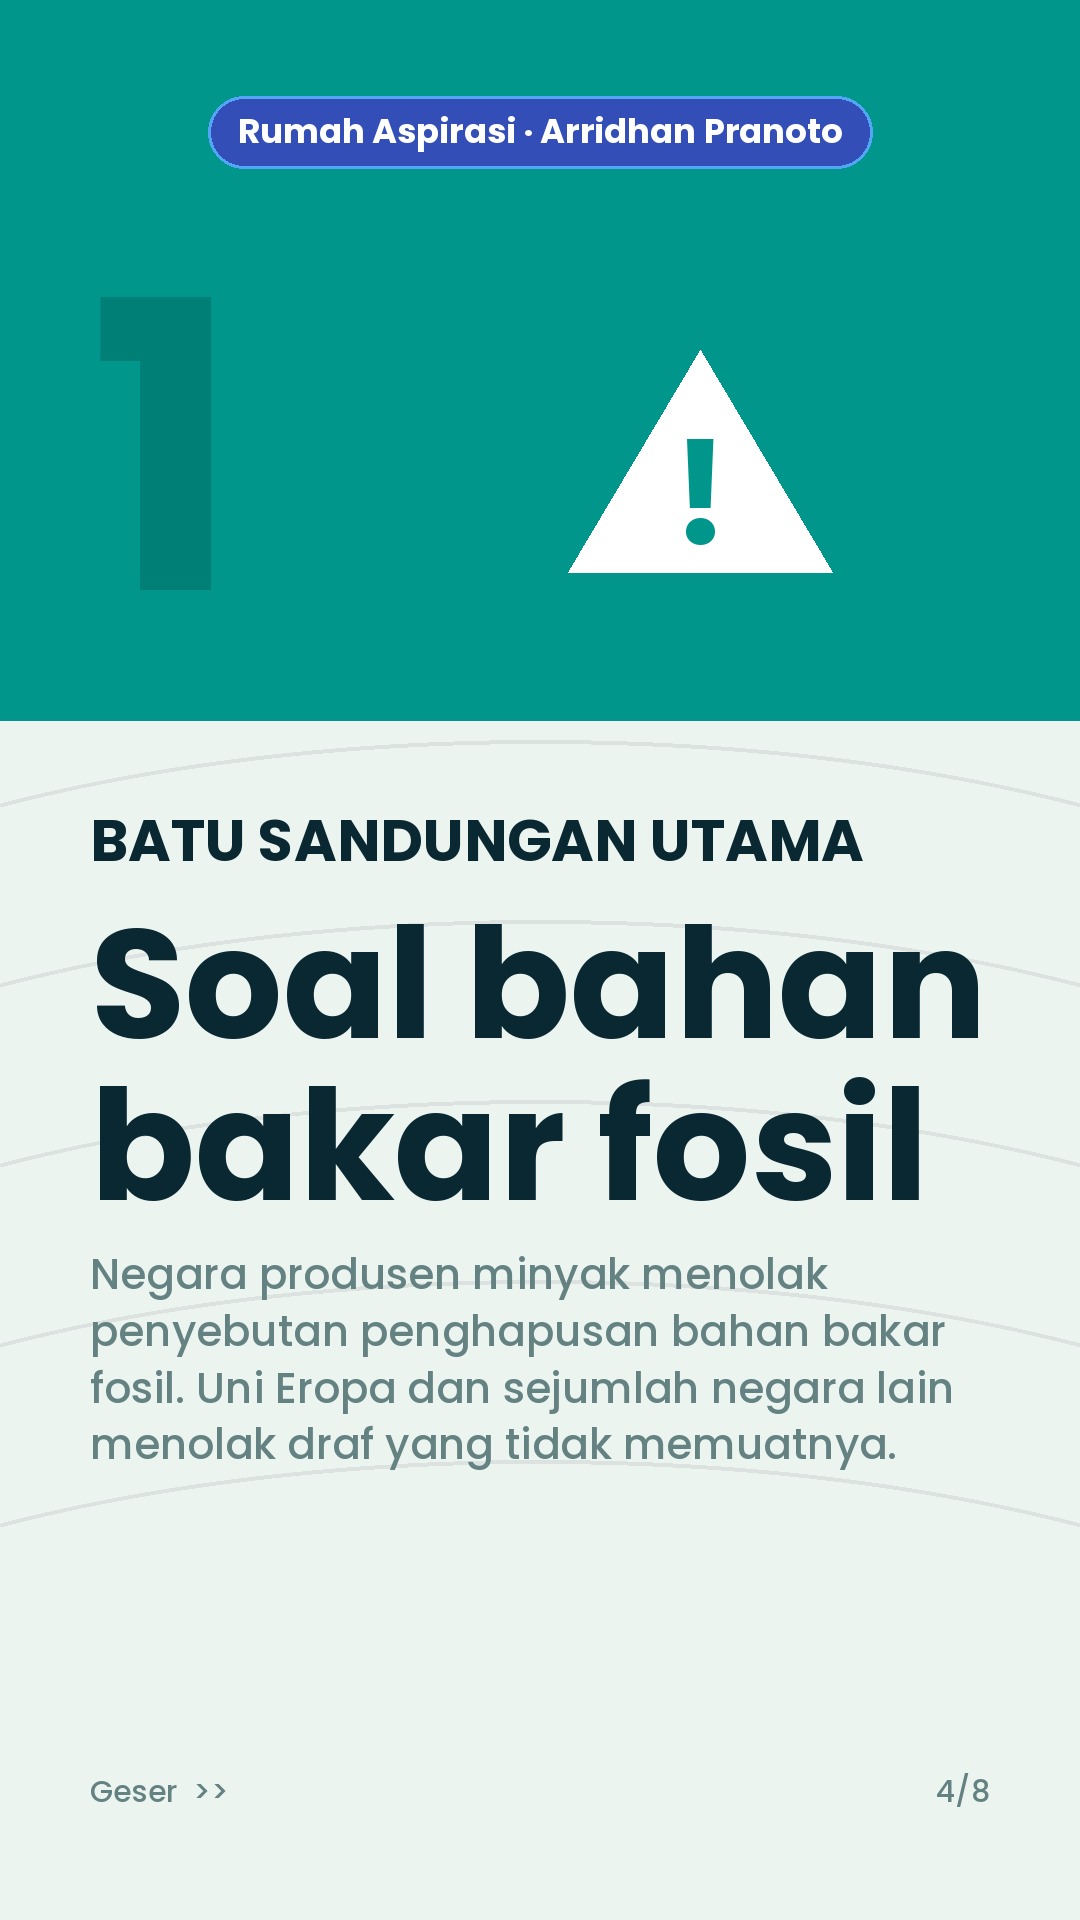 Rumah Aspirasi · Arridhan Pranoto
1
!
BATU SANDUNGAN UTAMA
Soal bahan
bakar fosil
Negara produsen minyak menolak
penyebutan penghapusan bahan bakar
fosil. Uni Eropa dan sejumlah negara lain
menolak draf yang tidak memuatnya.
Geser >>
4/8